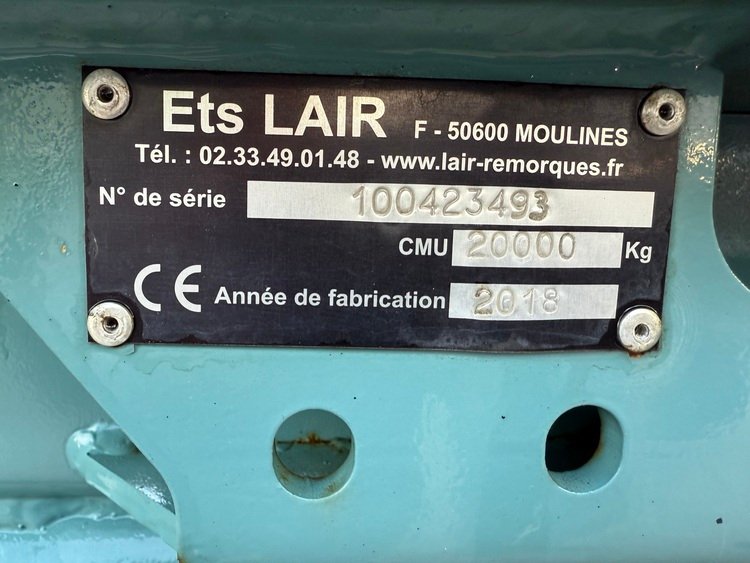 Ets LAIR F - 50600 MOULINES
Tél. : 02.33.49.01.48 - www.lair-remorques.fr
N° de série 100423493
CMU 20000 Kg
CE Année de fabrication 2018